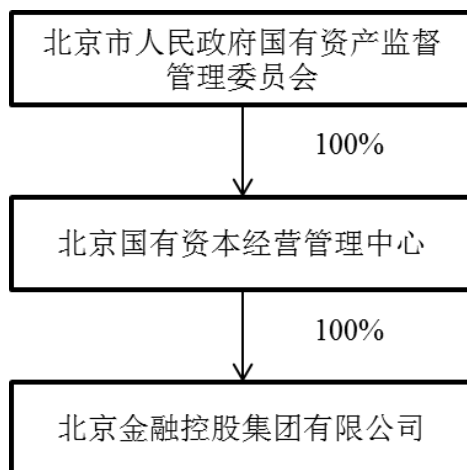 北京市人民政府国有资产监督
管理委员会
100%
北京国有资本经营管理中心
100%
北京金融控股集团有限公司